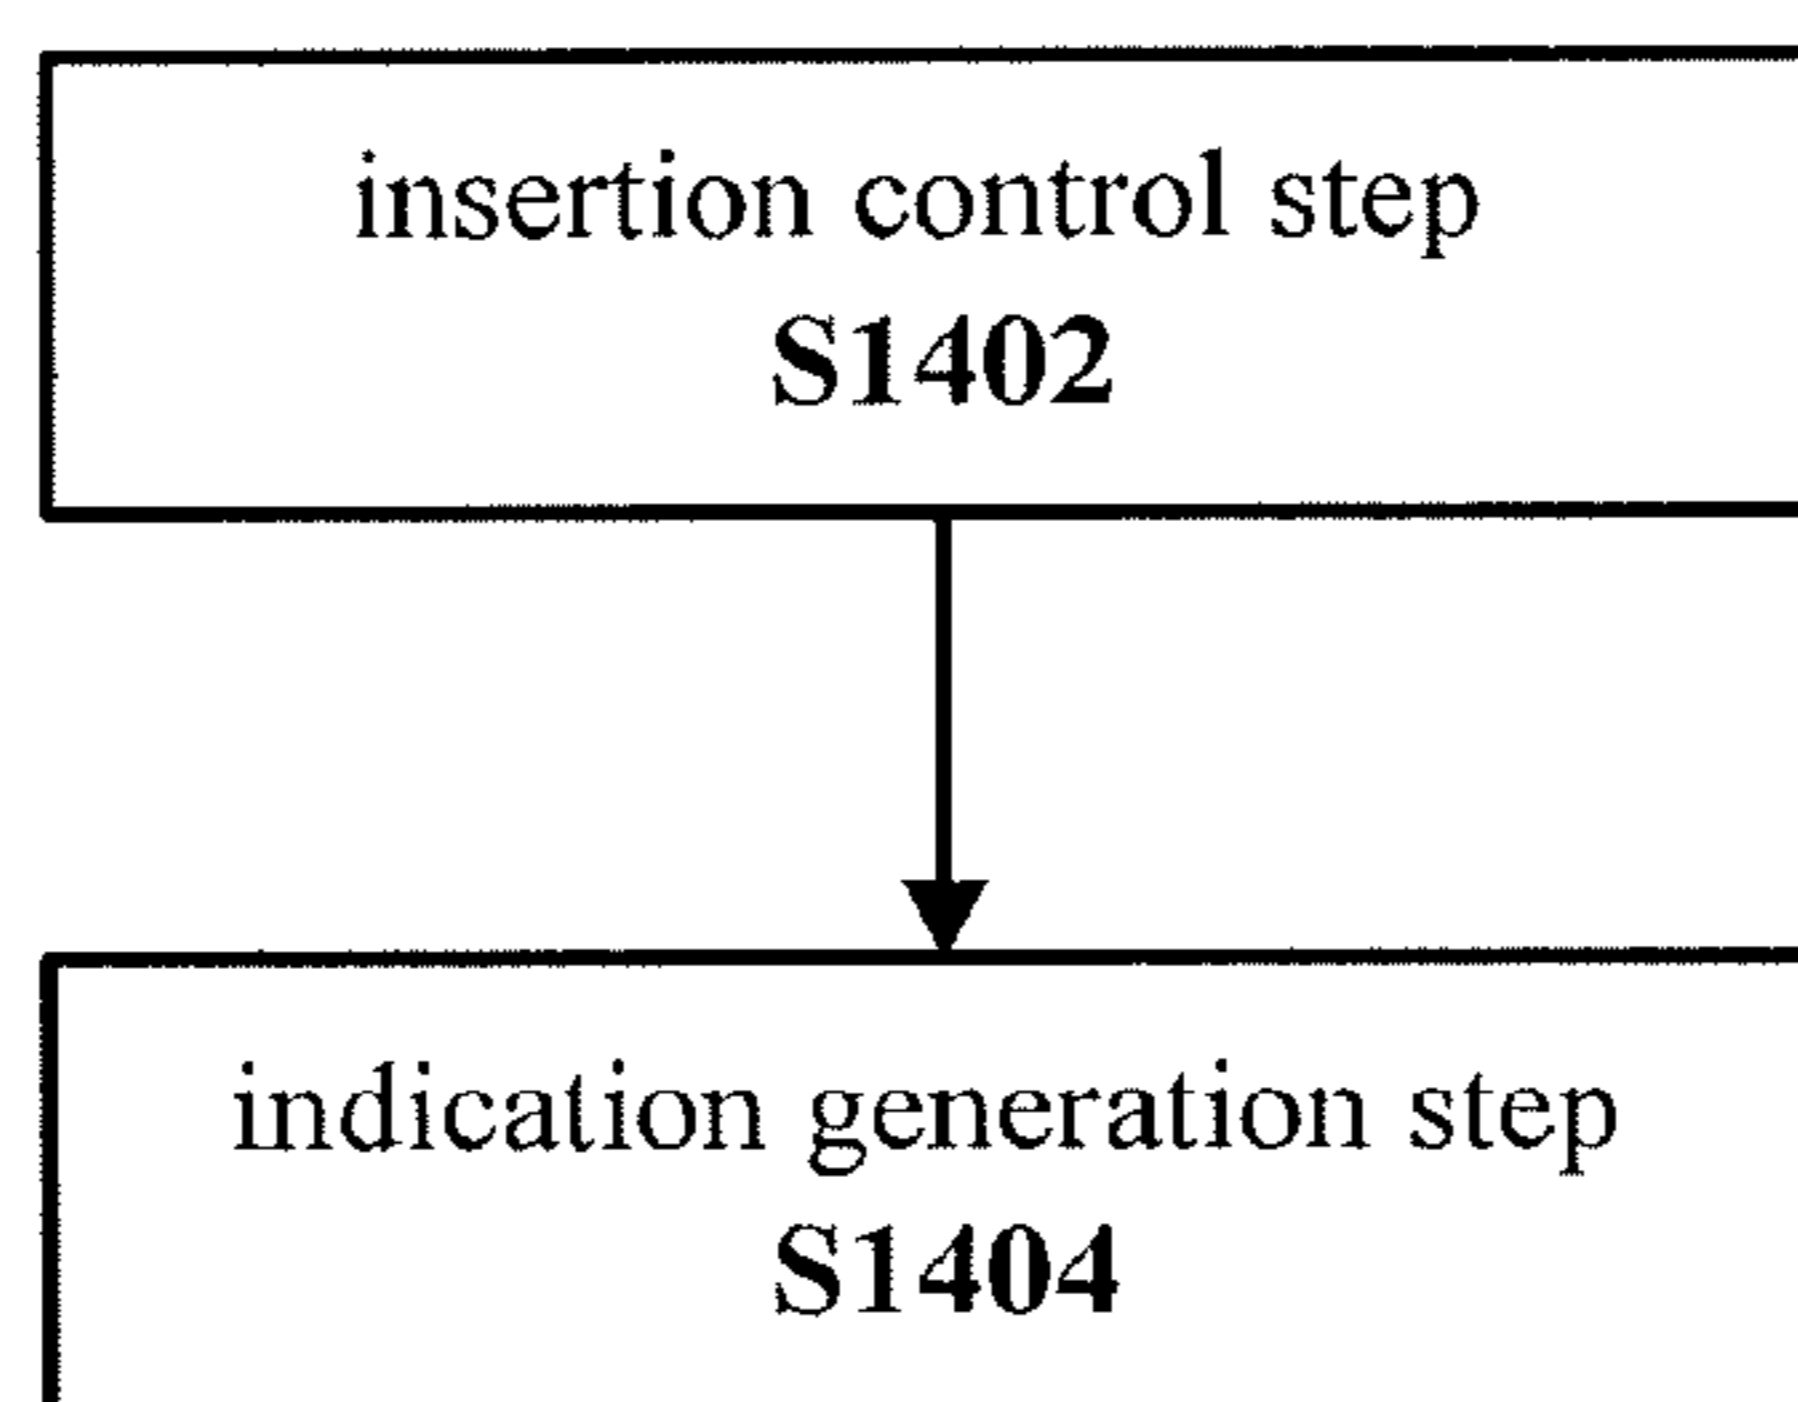 insertion control step
S1402
indication generation step
S1404